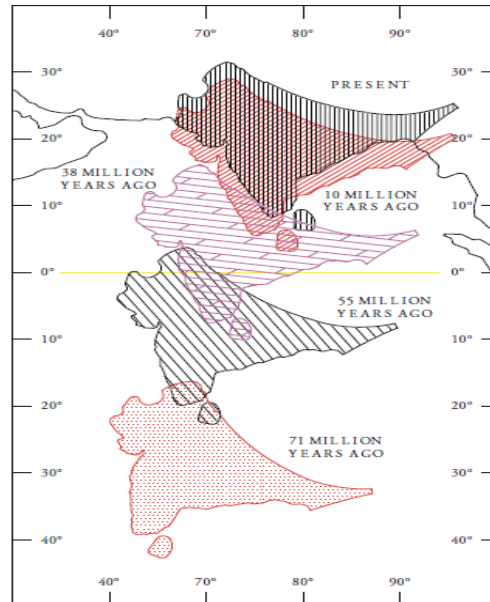 40° 70° 80° 90°
30° 30°
PRESENT
20° 20°
38 MILLION
YEARS AGO
10 MILLION
YEARS AGO
10° 10°
0° 0°
55 MILLION
YEARS AGO
10° 10°
20° 20°
71 MILLION
YEARS AGO
30° 30°
40° 40°
40° 70° 80° 90°